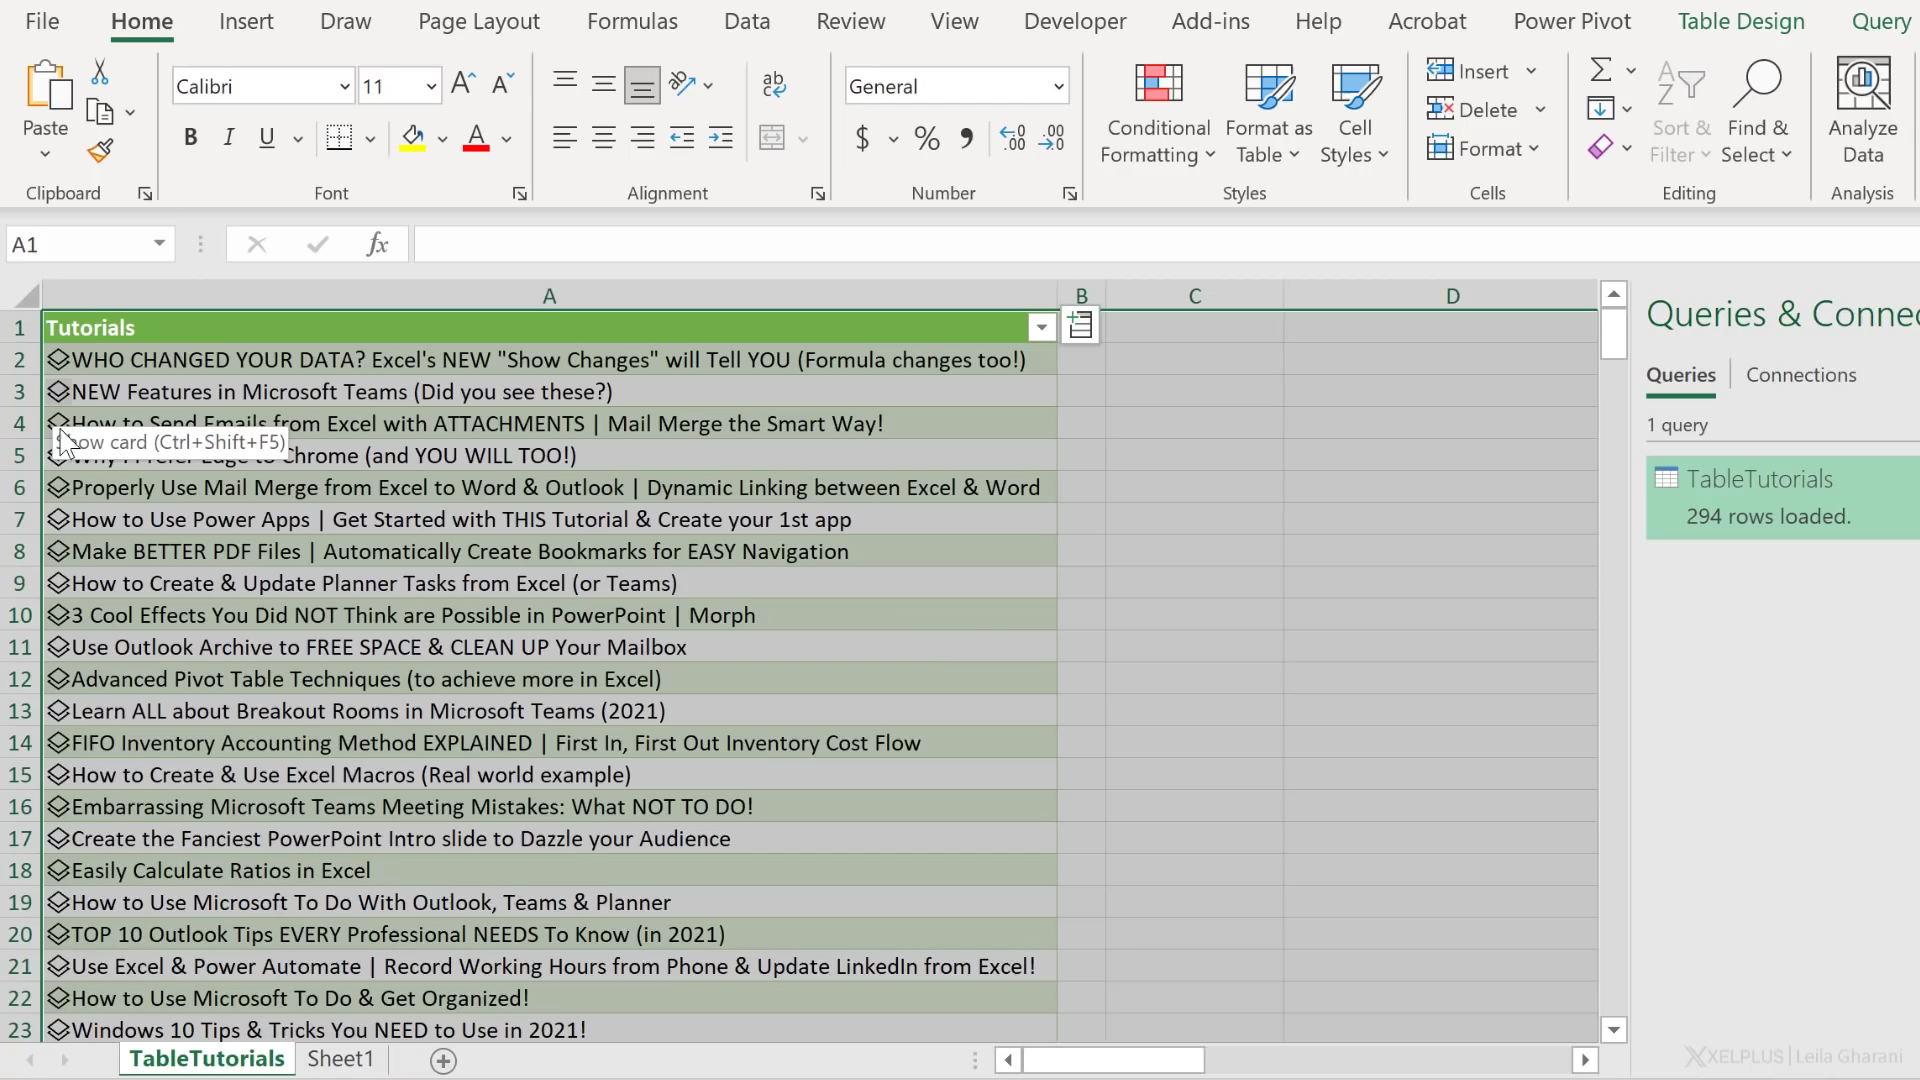 File Home Insert Draw Page Layout Formulas Data Review View Developer Add-ins Help Acrobat Power Pivot Table Design Query
Paste
Clipboard
Calibri 11
B I U A
Font
ab
Alignment
General
$ % 9 .00 .00
Number
Conditional Formatting
Format as Table
Cell Styles
Styles
Insert
Delete
Format
Cells
Sort & Filter
Find & Select
Editing
Analyze Data
Analysis
A1 fx
A B C D
1 Tutorials
2 WHO CHANGED YOUR DATA? Excel's NEW "Show Changes" will Tell YOU (Formula changes too!)
3 NEW Features in Microsoft Teams (Did you see these?)
4 How to Send Emails from Excel with ATTACHMENTS | Mail Merge the Smart Way!
Show card (Ctrl+Shift+F5)
5 Why I Prefer Edge to Chrome (and YOU WILL TOO!)
6 Properly Use Mail Merge from Excel to Word & Outlook | Dynamic Linking between Excel & Word
7 How to Use Power Apps | Get Started with THIS Tutorial & Create your 1st app
8 Make BETTER PDF Files | Automatically Create Bookmarks for EASY Navigation
9 How to Create & Update Planner Tasks from Excel (or Teams)
10 3 Cool Effects You Did NOT Think are Possible in PowerPoint | Morph
11 Use Outlook Archive to FREE SPACE & CLEAN UP Your Mailbox
12 Advanced Pivot Table Techniques (to achieve more in Excel)
13 Learn ALL about Breakout Rooms in Microsoft Teams (2021)
14 FIFO Inventory Accounting Method EXPLAINED | First In, First Out Inventory Cost Flow
15 How to Create & Use Excel Macros (Real world example)
16 Embarrassing Microsoft Teams Meeting Mistakes: What NOT TO DO!
17 Create the Fanciest PowerPoint Intro slide to Dazzle your Audience
18 Easily Calculate Ratios in Excel
19 How to Use Microsoft To Do With Outlook, Teams & Planner
20 TOP 10 Outlook Tips EVERY Professional NEEDS To Know (in 2021)
21 Use Excel & Power Automate | Record Working Hours from Phone & Update LinkedIn from Excel!
22 How to Use Microsoft To Do & Get Organized!
23 Windows 10 Tips & Tricks You NEED to Use in 2021!
TableTutorials Sheet1
Queries & Connec
Queries | Connections
1 query
TableTutorials
294 rows loaded.
XELPLUS | Leila Gharani